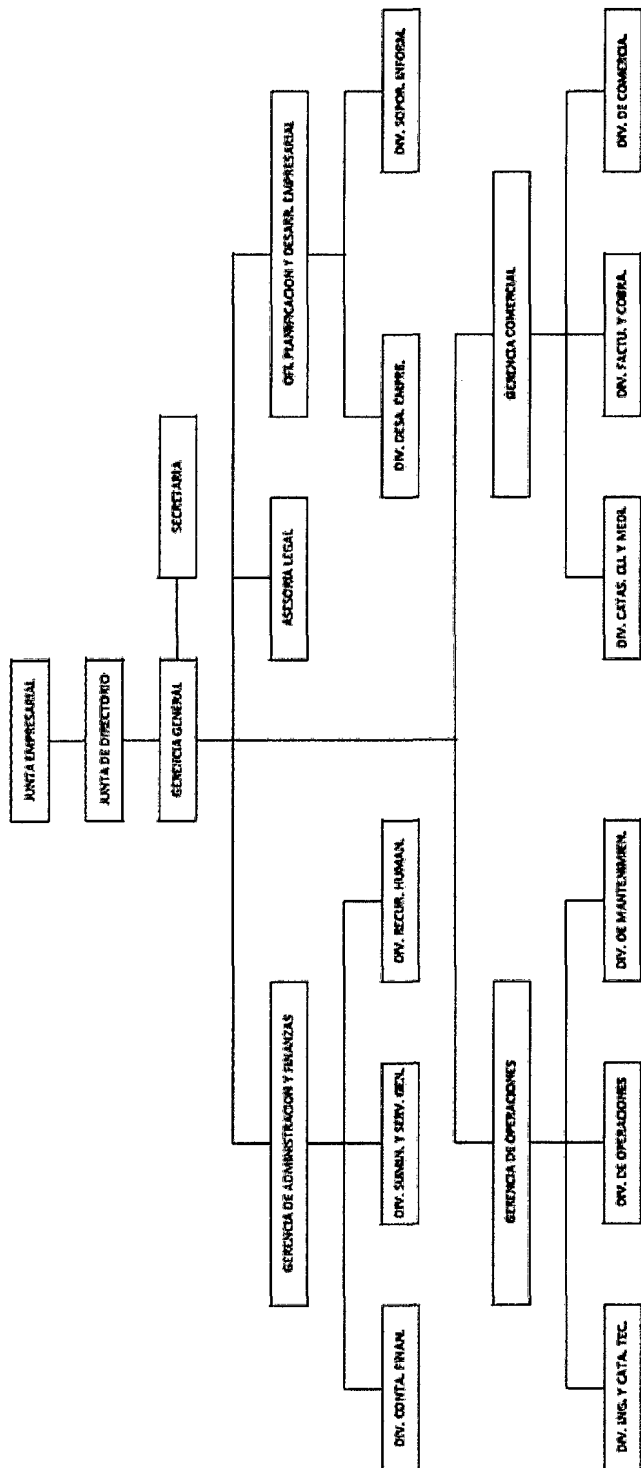 JUNTA EMPRESARIAL
JUNTA DE DIRECTORIO
GERENCIA GENERAL
SECRETARIA
GERENCIA DE ADMINISTRACION Y FINANZAS
ASESORIA LEGAL
OFI. PLANIFICACION Y DESARR. EMPRESARIAL
DIV. CONTA. FINAN.
DIV. SUMIN. Y SERV. GEN.
DIV. RECUR. HUMAN.
DIV. DESA. EMPRE.
DIV. SOPOR. INFORM.
GERENCIA DE OPERACIONES
GERENCIA COMERCIAL
DIV. ING. Y CATA. TEC.
DIV. DE OPERACIONES
DIV. DE MANTENIMIEN.
DIV. CATAS. CLI. Y MEDI.
DIV. FACTU. Y COBRA.
DIV. DE COMERCIA.